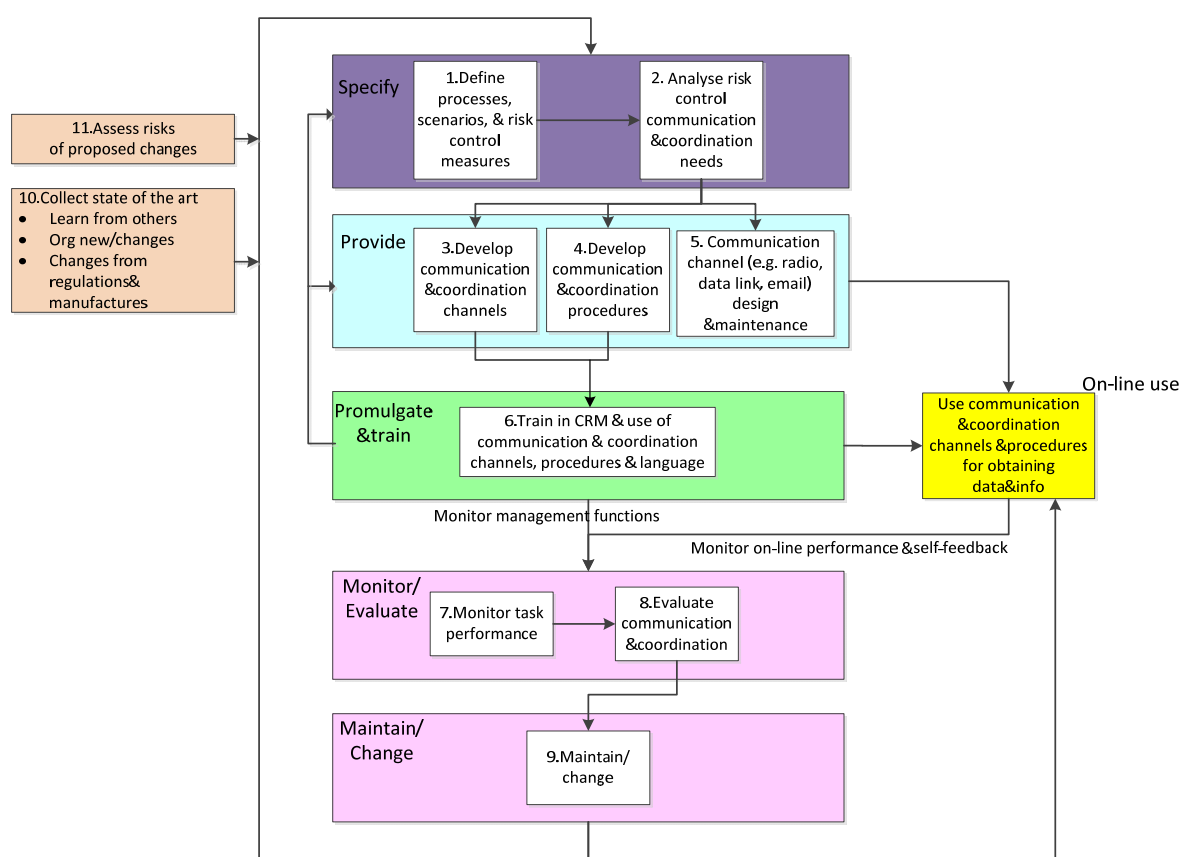 Specify
1.Define
processes,
scenarios, & risk
control
measures
2. Analyse risk
control
communication
&coordination
needs
11.Assess risks
of proposed changes
10.Collect state of the art
● Learn from others
● Org new/changes
● Changes from
regulations&
manufactures
Provide
3.Develop
communication
&coordination
channels
4.Develop
communication
&coordination
procedures
5. Communication
channel (e.g. radio,
data link, email)
design
&maintenance
On-line use
Use communication
&coordination
channels &procedures
for obtaining
data&info
Promulgate
&train
6.Train in CRM & use of
communication & coordination
channels, procedures & language
Monitor management functions
Monitor on-line performance &self-feedback
Monitor/
Evaluate
7.Monitor task
performance
8.Evaluate
communication
&coordination
Maintain/
Change
9.Maintain/
change